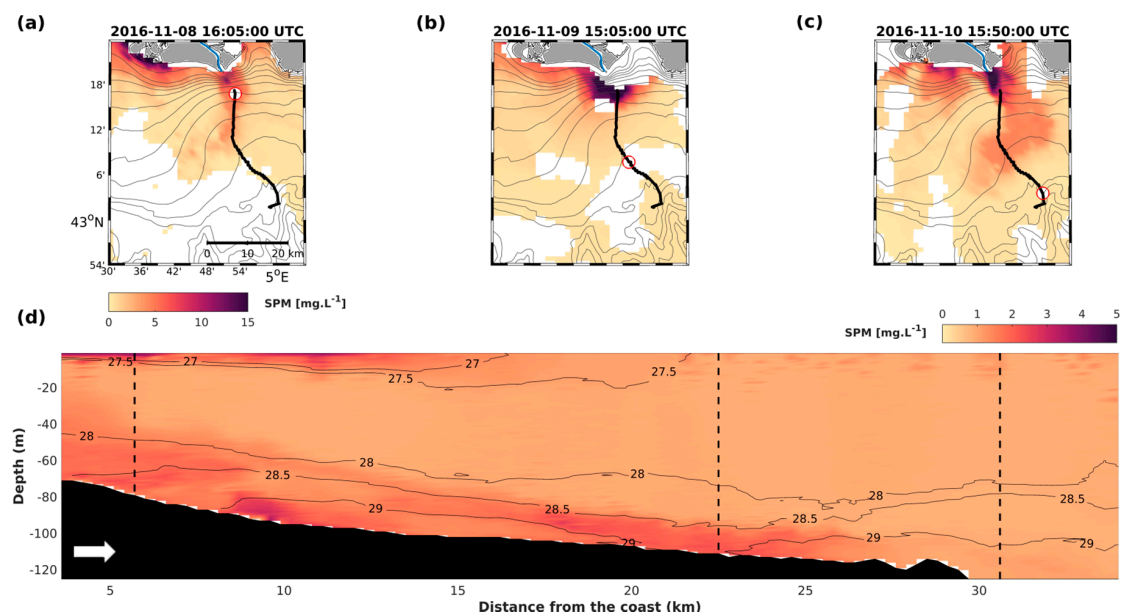 (a) (b) (c)
2016-11-08 16:05:00 UTC 2016-11-09 15:05:00 UTC 2016-11-10 15:50:00 UTC
18'
12'
6'
43°N
54'
0 10 20 km
30' 36' 42' 48' 54'
5°E
SPM [mg.L-1]
0 5 10 15
(d)
0 1 2 3 4 5
SPM [mg.L-1]
27.5 27 27 27.5
28 28 28
28.5 28.5 28.5 28.5
29 29 29
Depth (m)
-20
-40
-60
-80
-100
-120
5 10 15 20 25 30
Distance from the coast (km)